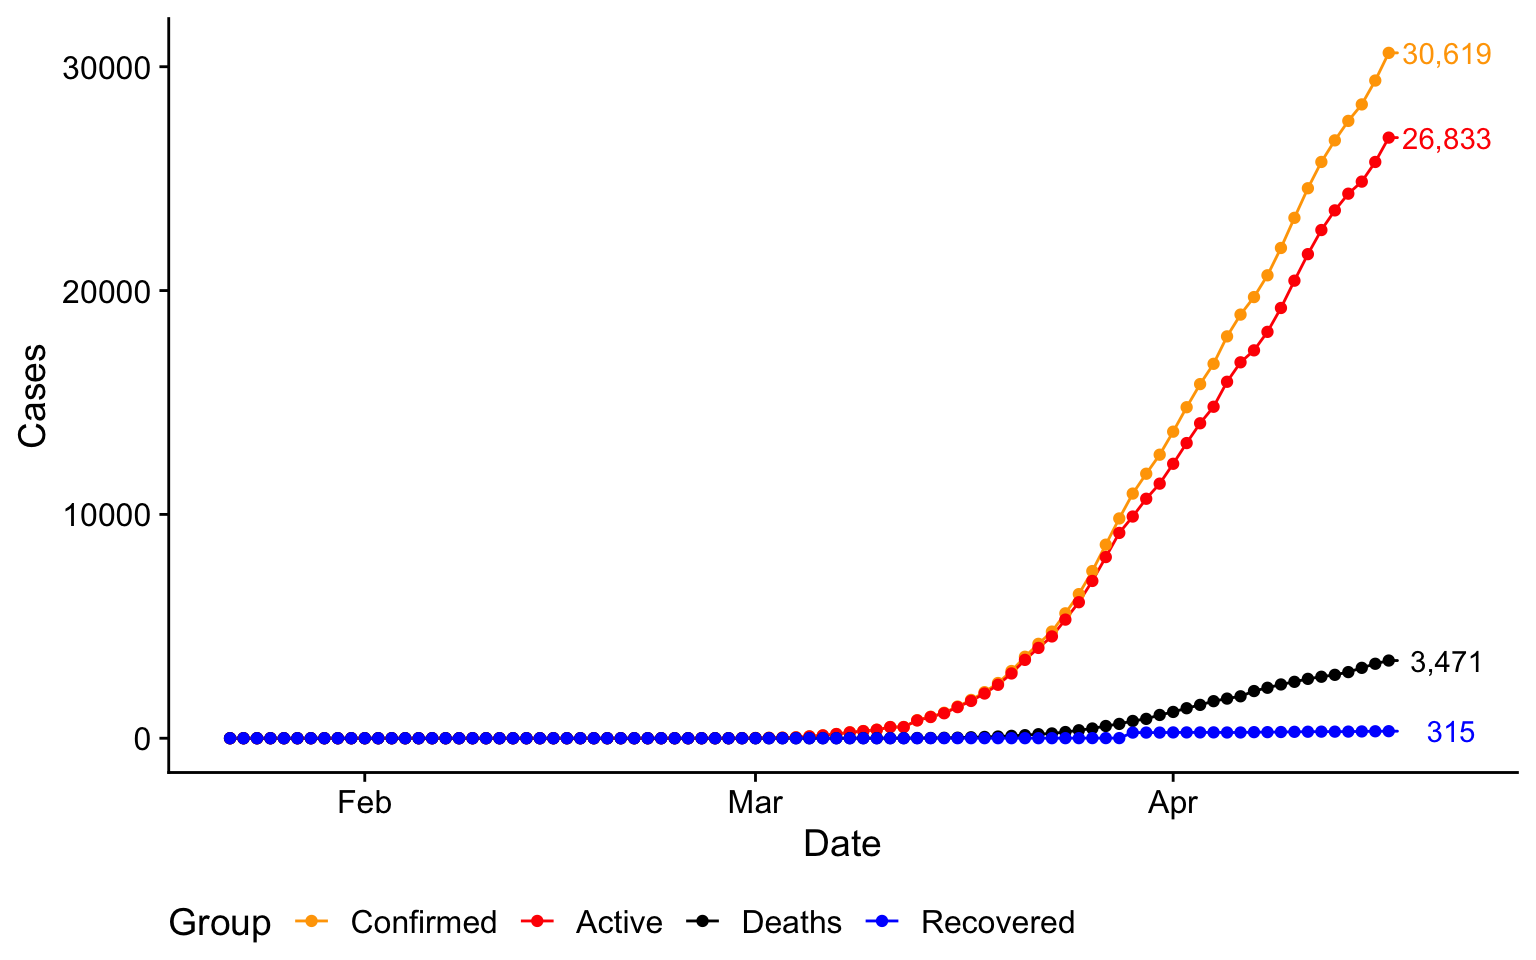 30000
20000
10000
0
Cases
30,619
26,833
3,471
315
Feb Mar Apr
Date
Group Confirmed Active Deaths Recovered